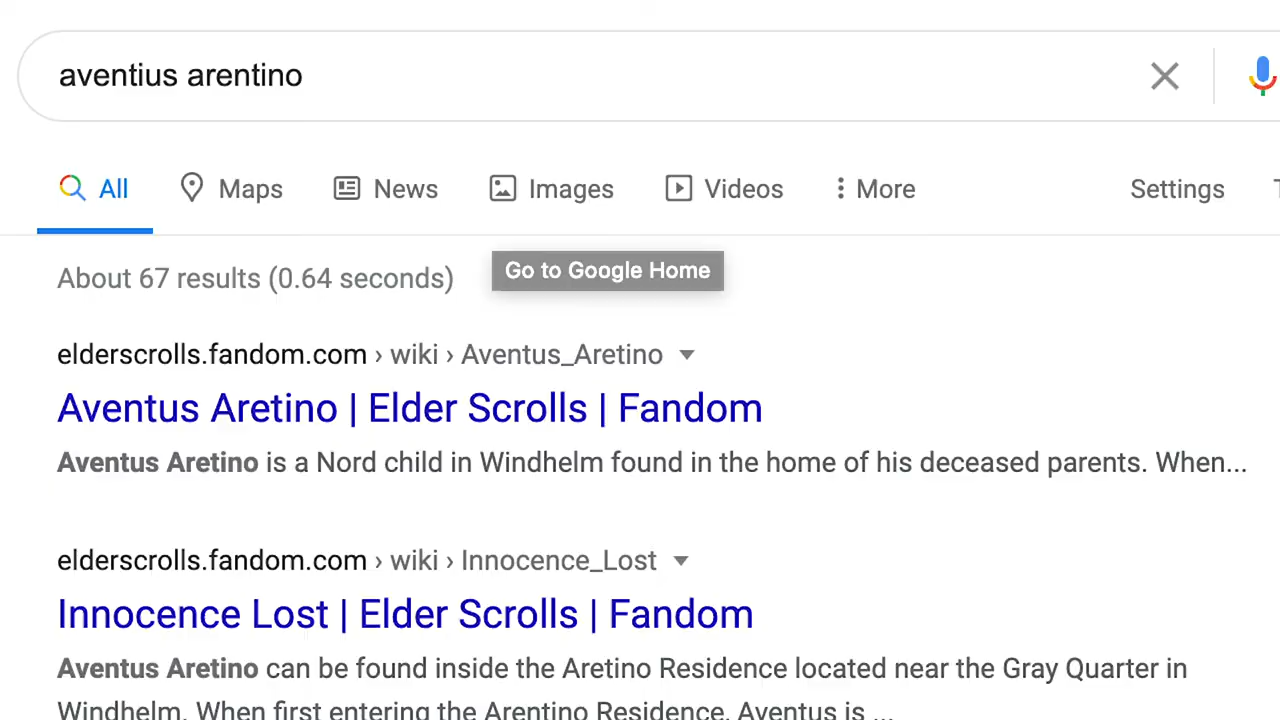 aventius arentino
All Maps News Images Videos More Settings
About 67 results (0.64 seconds) Go to Google Home
elderscrolls.fandom.com › wiki › Aventus_Aretino
Aventus Aretino | Elder Scrolls | Fandom
Aventus Aretino is a Nord child in Windhelm found in the home of his deceased parents. When...
elderscrolls.fandom.com › wiki › Innocence_Lost
Innocence Lost | Elder Scrolls | Fandom
Aventus Aretino can be found inside the Aretino Residence located near the Gray Quarter in
Windhelm. When first entering the Arentino Residence, Aventus is ...